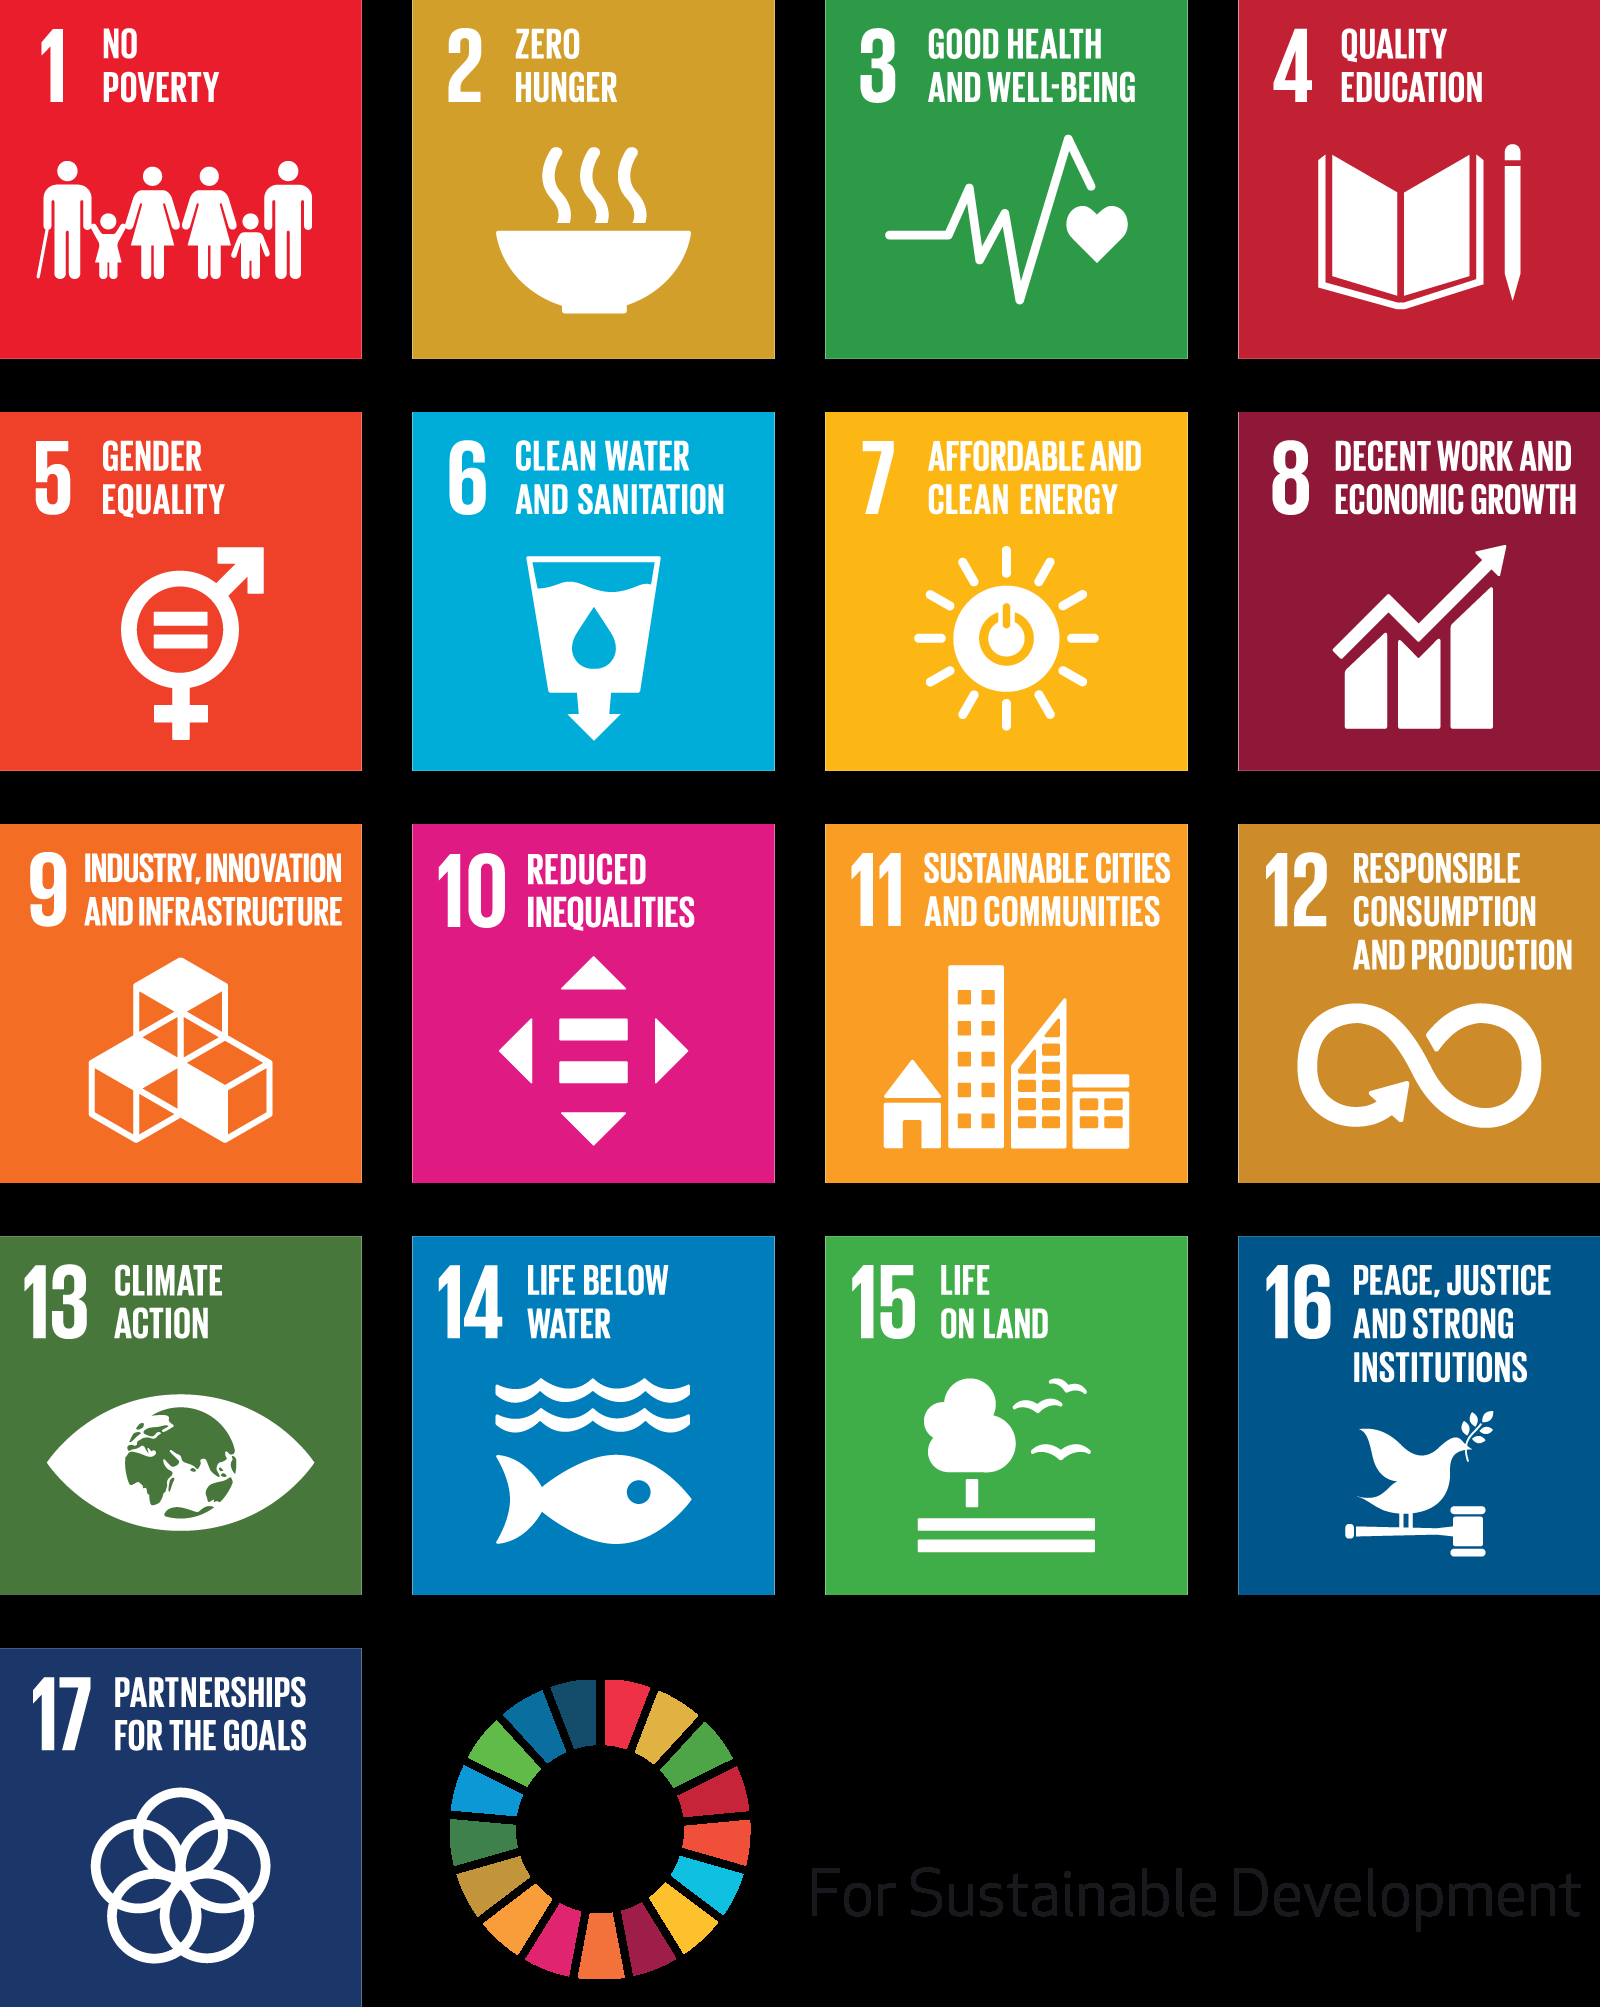 1 NO
POVERTY
2 ZERO
HUNGER
3 GOOD HEALTH
AND WELL-BEING
4 QUALITY
EDUCATION
5 GENDER
EQUALITY
6 CLEAN WATER
AND SANITATION
7 AFFORDABLE AND
CLEAN ENERGY
8 DECENT WORK AND
ECONOMIC GROWTH
9 INDUSTRY, INNOVATION
AND INFRASTRUCTURE
10 REDUCED
INEQUALITIES
11 SUSTAINABLE CITIES
AND COMMUNITIES
12 RESPONSIBLE
CONSUMPTION
AND PRODUCTION
13 CLIMATE
ACTION
14 LIFE BELOW
WATER
15 LIFE
ON LAND
16 PEACE, JUSTICE
AND STRONG
INSTITUTIONS
17 PARTNERSHIPS
FOR THE GOALS
For Sustainable Development